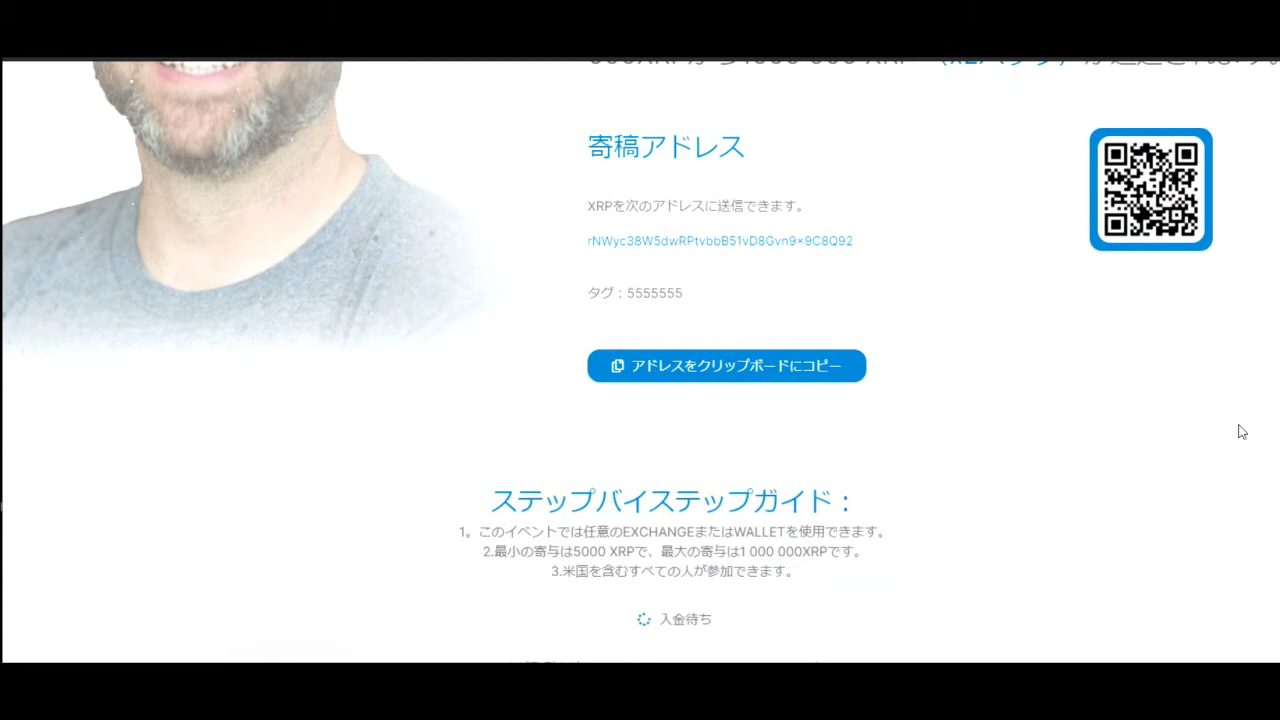 寄稿アドレス
XRPを次のアドレスに送信できます。
rNWyc38W5dwRPtvbbB51vD8Gvn9x9C8Q92
タグ：5555555
アドレスをクリップボードにコピー
ステップバイステップガイド：
1。このイベントでは任意のEXCHANGEまたはWALLETを使用できます。
2.最小の寄与は5000 XRPで、最大の寄与は1 000 000XRPです。
3.米国を含むすべての人が参加できます。
入金待ち